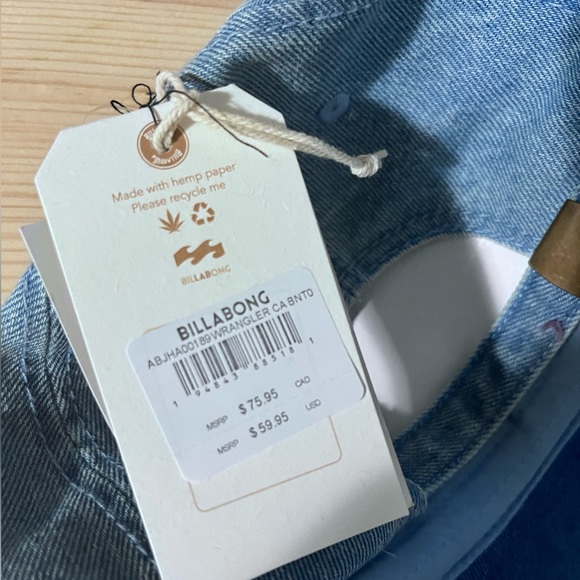 BILLABONG
Made with hemp paper
Please recycle me
BILLABONG
BILLABONG
ABJHA00189WRANGLER CA BNT0
1 94843 88518 1
MSRP $75.95 CAD
MSRP $59.95 USD